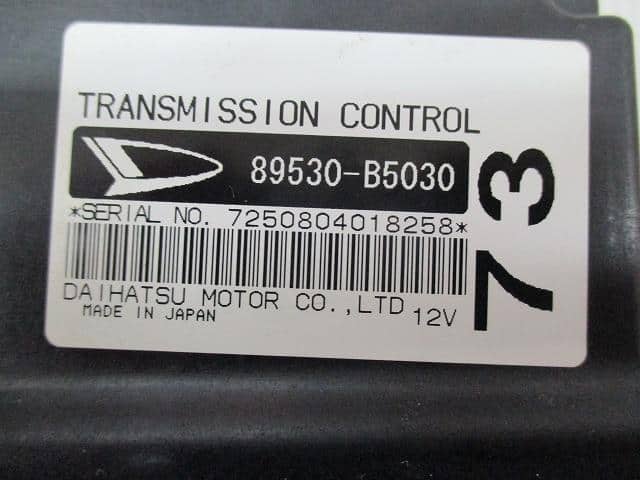 TRANSMISSION CONTROL
89530-B5030
*SERIAL NO. 7250804018258*
DAIHATSU MOTOR CO.,LTD 12V
MADE IN JAPAN
73